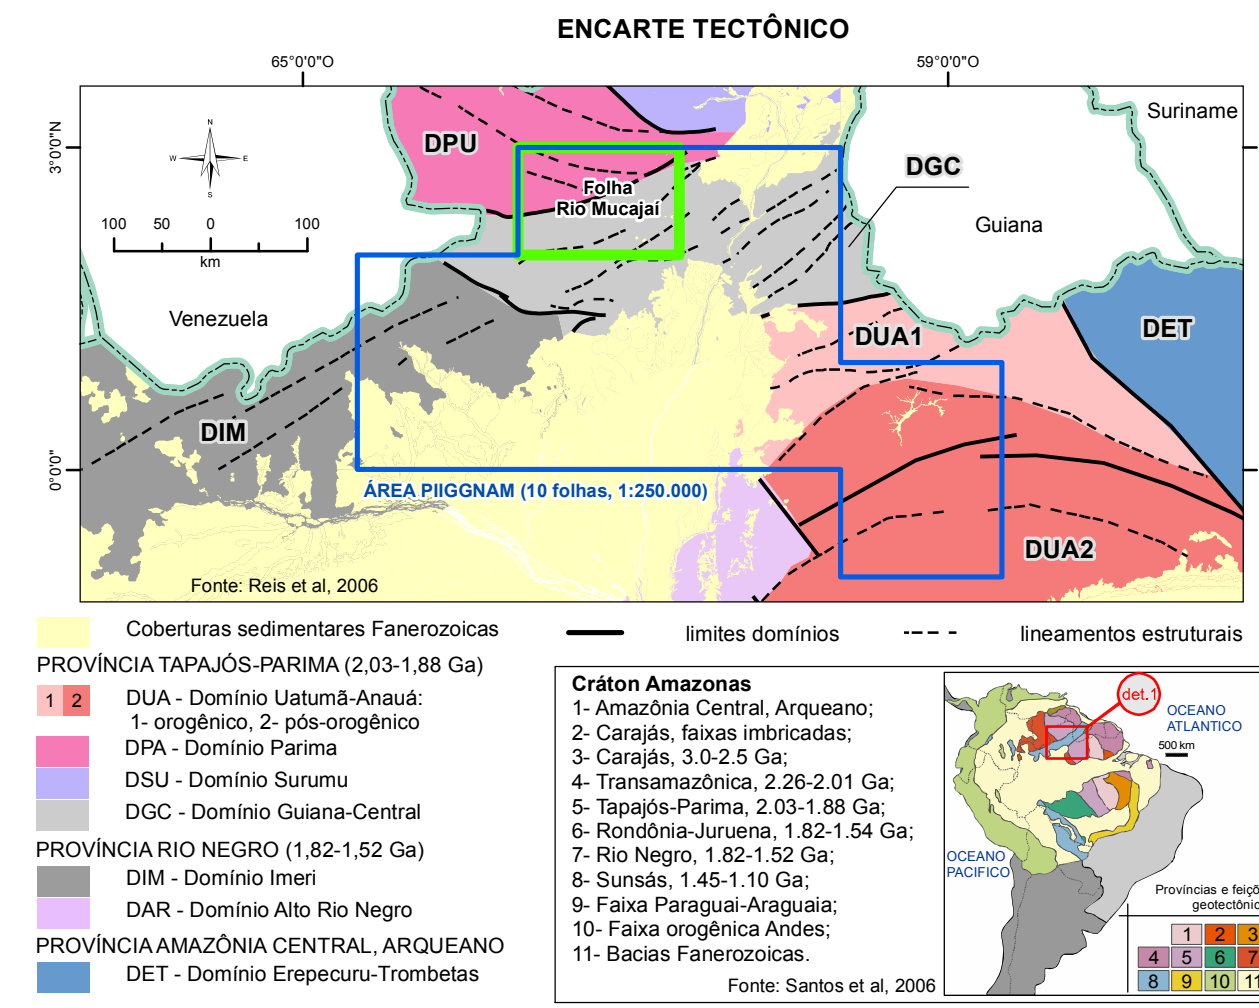 ENCARTE TECTÔNICO
65°0'0"O
59°0'0"O
3°0'0"N
0°0'0"
N
W
E
S
100 50 0 100
km
Suriname
Guiana
Venezuela
DPU
DGC
Folha
Rio Mucajaí
DUA1
DET
DIM
DUA2
ÁREA PIIGGNAM (10 folhas, 1:250.000)
Fonte: Reis et al, 2006
Coberturas sedimentares Fanerozoicas
limites domínios
lineamentos estruturais
PROVÍNCIA TAPAJÓS-PARIMA (2,03-1,88 Ga)
1 2
DUA - Domínio Uatumã-Anauá:
1- orogênico, 2- pós-orogênico
DPA - Domínio Parima
DSU - Domínio Surumu
DGC - Domínio Guiana-Central
PROVÍNCIA RIO NEGRO (1,82-1,52 Ga)
DIM - Domínio Imeri
DAR - Domínio Alto Rio Negro
PROVÍNCIA AMAZÔNIA CENTRAL, ARQUEANO
DET - Domínio Erepecuru-Trombetas
Cráton Amazonas
1- Amazônia Central, Arqueano;
2- Carajás, faixas imbricadas;
3- Carajás, 3.0-2.5 Ga;
4- Transamazônica, 2.26-2.01 Ga;
5- Tapajós-Parima, 2.03-1.88 Ga;
6- Rondônia-Juruena, 1.82-1.54 Ga;
7- Rio Negro, 1.82-1.52 Ga;
8- Sunsás, 1.45-1.10 Ga;
9- Faixa Paraguai-Araguaia;
10- Faixa orogênica Andes;
11- Bacias Fanerozoicas.
Fonte: Santos et al, 2006
det.1
OCEANO
ATLANTICO
500 km
OCEANO
PACIFICO
Províncias e feiçõ
geotectônic
1 2 3
4 5 6 7
8 9 10 11